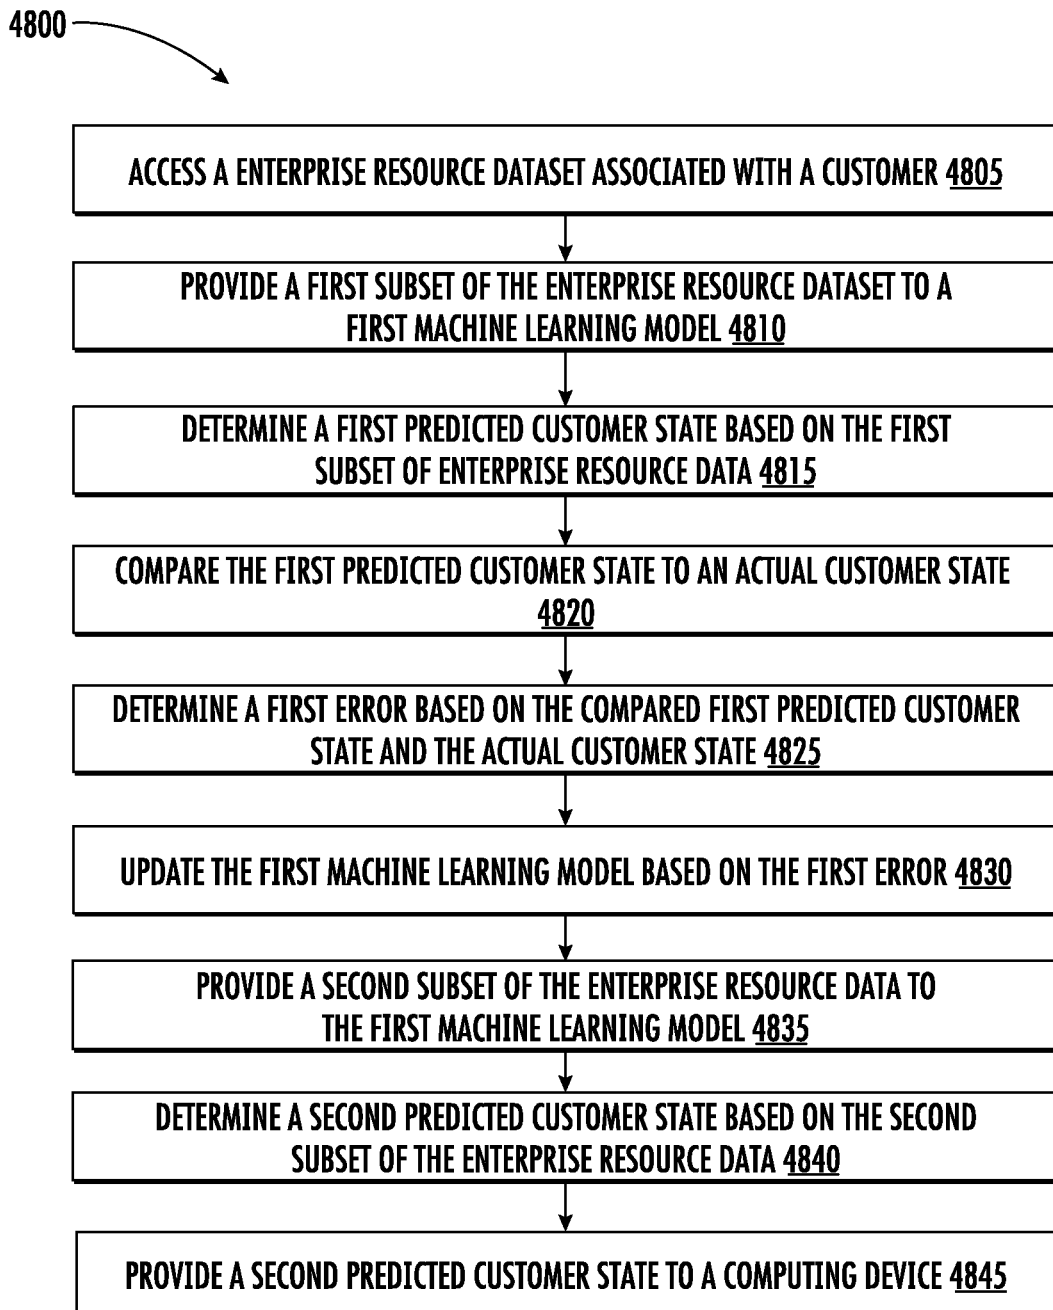 4800
ACCESS A ENTERPRISE RESOURCE DATASET ASSOCIATED WITH A CUSTOMER 4805
PROVIDE A FIRST SUBSET OF THE ENTERPRISE RESOURCE DATASET TO A
FIRST MACHINE LEARNING MODEL 4810
DETERMINE A FIRST PREDICTED CUSTOMER STATE BASED ON THE FIRST
SUBSET OF ENTERPRISE RESOURCE DATA 4815
COMPARE THE FIRST PREDICTED CUSTOMER STATE TO AN ACTUAL CUSTOMER STATE
4820
DETERMINE A FIRST ERROR BASED ON THE COMPARED FIRST PREDICTED CUSTOMER
STATE AND THE ACTUAL CUSTOMER STATE 4825
UPDATE THE FIRST MACHINE LEARNING MODEL BASED ON THE FIRST ERROR 4830
PROVIDE A SECOND SUBSET OF THE ENTERPRISE RESOURCE DATA TO
THE FIRST MACHINE LEARNING MODEL 4835
DETERMINE A SECOND PREDICTED CUSTOMER STATE BASED ON THE SECOND
SUBSET OF THE ENTERPRISE RESOURCE DATA 4840
PROVIDE A SECOND PREDICTED CUSTOMER STATE TO A COMPUTING DEVICE 4845